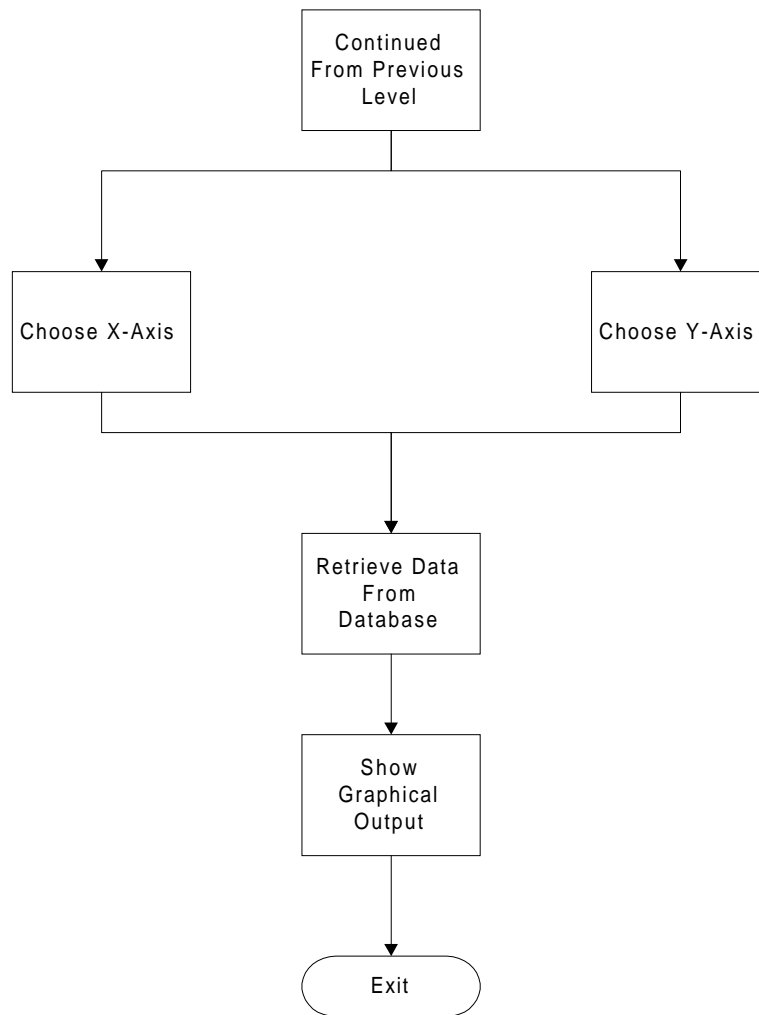 Continued
From Previous
Level
Choose X-Axis
Choose Y-Axis
Retrieve Data
From
Database
Show
Graphical
Output
Exit